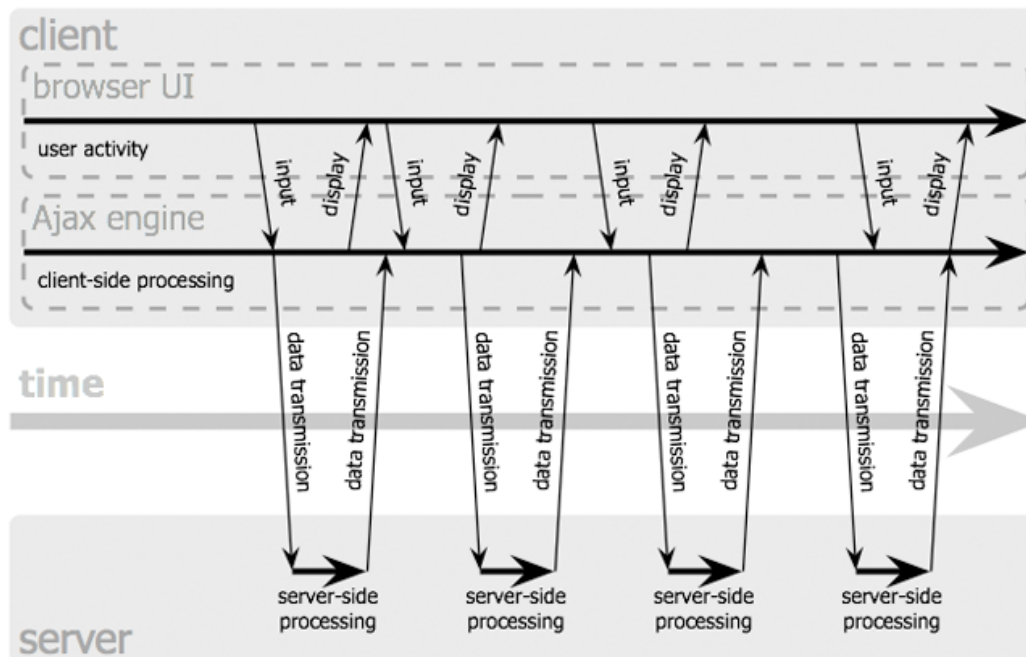 client
browser UI
user activity
input
display
input
display
input
display
input
display
Ajax engine
client-side processing
data transmission
data transmission
data transmission
data transmission
data transmission
data transmission
data transmission
data transmission
time
server-side
processing
server-side
processing
server-side
processing
server-side
processing
server